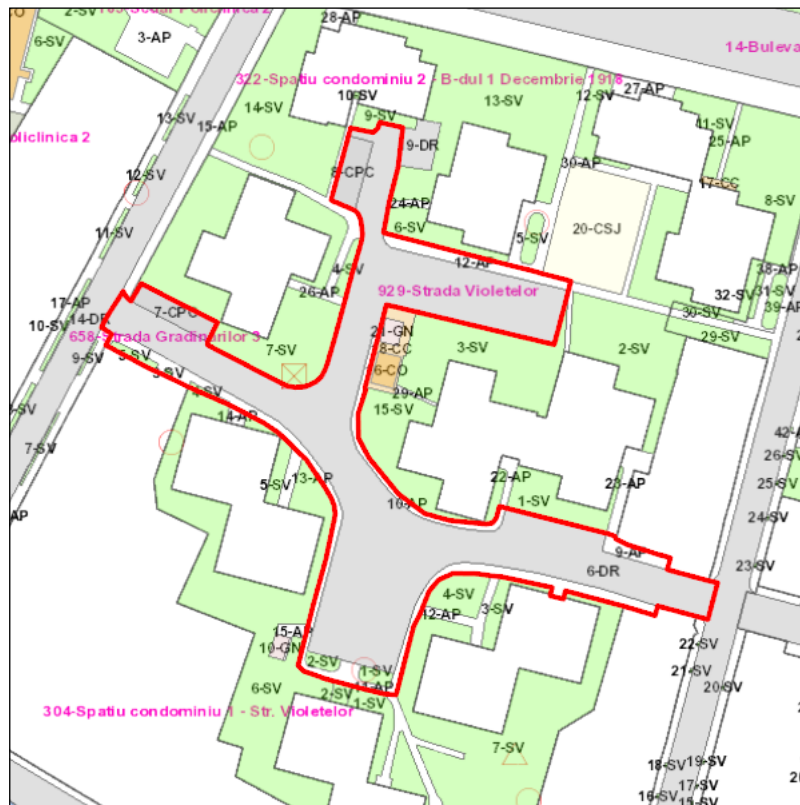 6-SV
3-AP
28-AP
14-Buleva
322-Spatiu condominiu 2 - B-dul 1 Decembrie 1918
10-SV
14-SV
9-SV
13-SV
12-SV
27-AP
11-SV
25-AP
13-SV
15-AP
oliclinica 2
9-DR
30-AP
8-CPC
12-SV
17-CC
24-AP
6-SV
8-SV
20-CSJ
5-SV
11-SV
4-SV
12-AP
38-AP
26-AP
929-Strada Violetelor
32-SV
31-SV
39-AP
17-AP
7-CPC
14-DR
30-SV
10-SV
658-Strada Gradinarilor 3
21-GN
29-SV
5-SV
9-SV
7-SV
8-CC
3-SV
2-SV
3-SV
6-CO
4-SV
29-AP
15-SV
14-AP
42-A
7-SV
26-SV
5-SV
13-AP
22-AP
23-AP
25-SV
10-AP
1-SV
AP
24-SV
9-AP
23-SV
6-DR
4-SV
3-SV
12-AP
15-AP
10-GN
22-SV
2-SV
1-SV
21-SV
11-AP
20-SV
6-SV
2-SV
1-SV
304-Spatiu condominiu 1 - Str. Violetelor
7-SV
18-SV
19-SV
17-SV
16-SV
15-SV